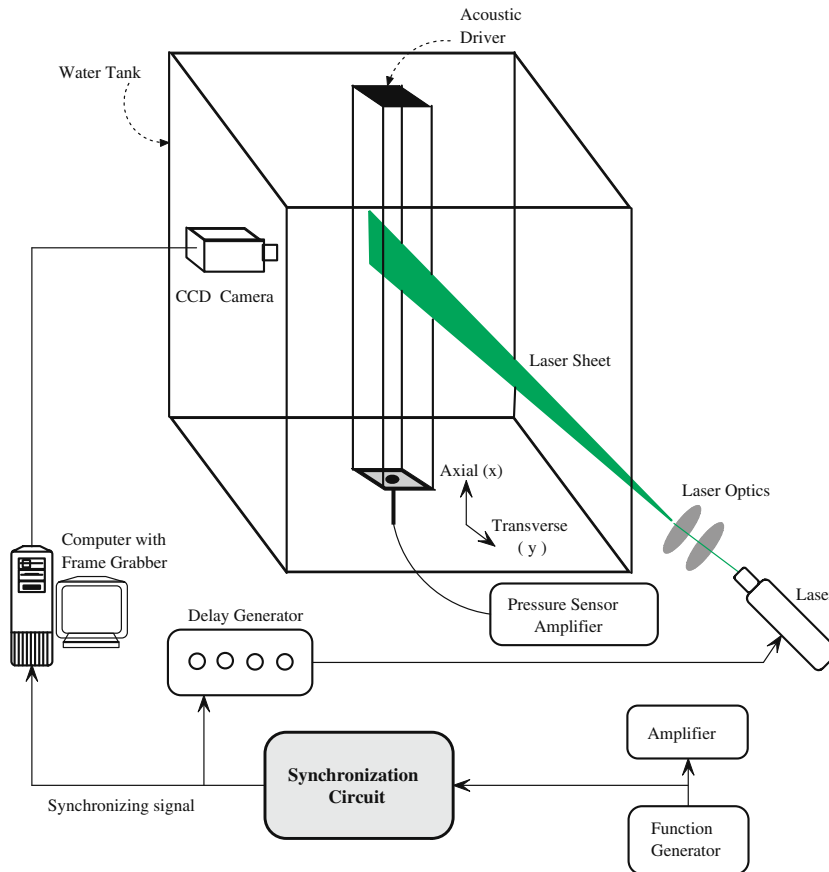 Acoustic
Driver
Water Tank
CCD Camera
Laser Sheet
Axial (x)
Transverse
( y )
Laser Optics
Computer with
Frame Grabber
Pressure Sensor
Amplifier
Laser
Delay Generator
Synchronization
Circuit
Amplifier
Synchronizing signal
Function
Generator